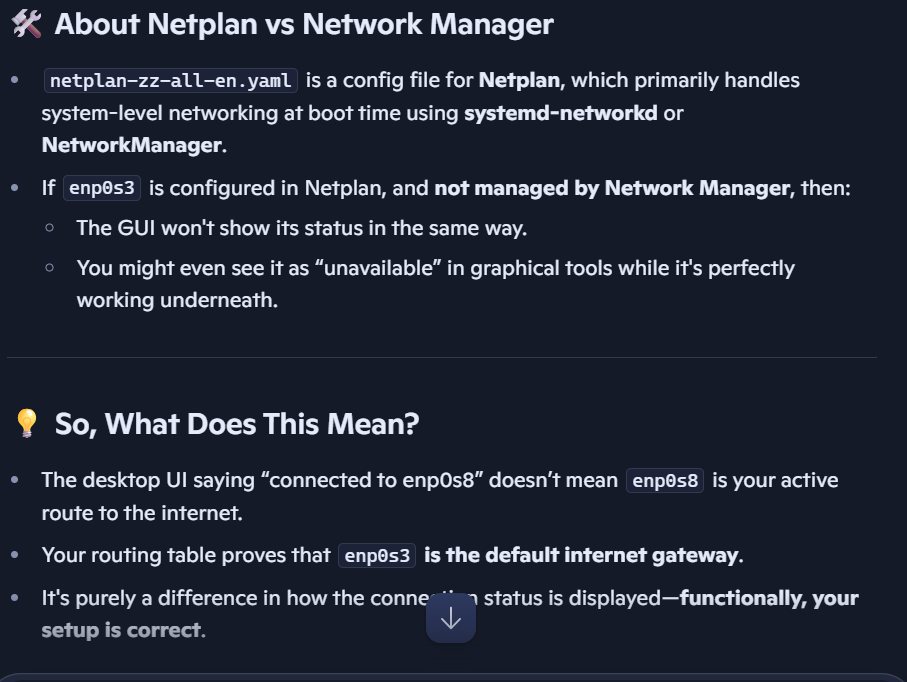 🛠️ About Netplan vs Network Manager
• netplan-zz-all-en.yaml is a config file for Netplan, which primarily handles
system-level networking at boot time using systemd-networkd or
NetworkManager.
• If enp0s3 is configured in Netplan, and not managed by Network Manager, then:
○ The GUI won't show its status in the same way.
○ You might even see it as “unavailable” in graphical tools while it's perfectly
working underneath.
💡 So, What Does This Mean?
• The desktop UI saying “connected to enp0s8” doesn’t mean enp0s8 is your active
route to the internet.
• Your routing table proves that enp0s3 is the default internet gateway.
• It's purely a difference in how the connection status is displayed—functionally, your
setup is correct.